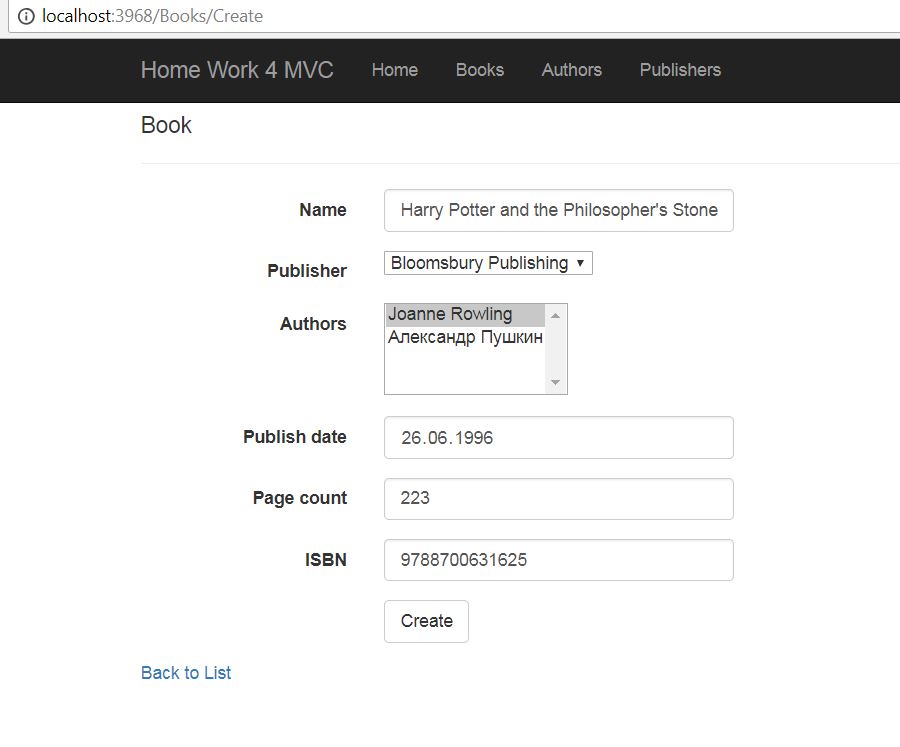 localhost:3968/Books/Create
Home Work 4 MVC Home Books Authors Publishers
Book
Name Harry Potter and the Philosopher's Stone
Publisher Bloomsbury Publishing
Authors Joanne Rowling
Александр Пушкин
Publish date 26.06.1996
Page count 223
ISBN 9788700631625
Create
Back to List